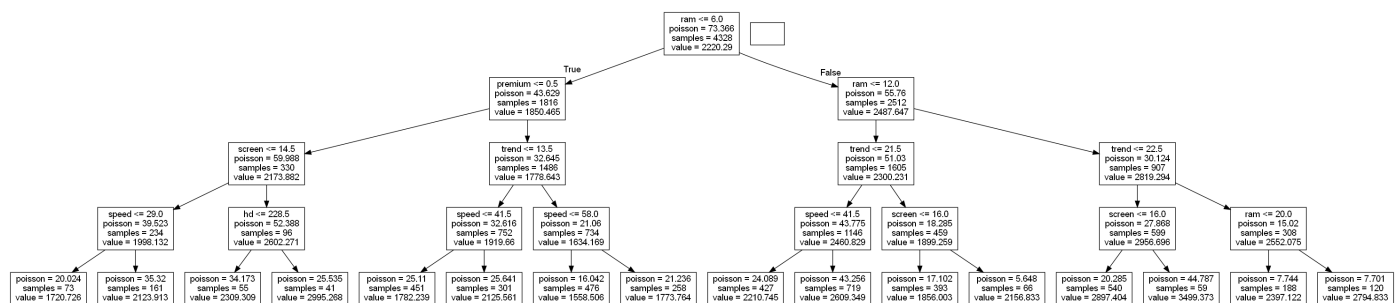 ram <= 6.0
poisson = 73.366
samples = 4328
value = 2220.29
True
False
premium <= 0.5
poisson = 43.629
samples = 1816
value = 1850.465
ram <= 12.0
poisson = 55.76
samples = 2512
value = 2487.647
screen <= 14.5
poisson = 59.988
samples = 330
value = 2173.882
trend <= 13.5
poisson = 32.645
samples = 1486
value = 1778.643
trend <= 21.5
poisson = 51.03
samples = 1605
value = 2300.231
trend <= 22.5
poisson = 30.124
samples = 907
value = 2819.294
speed <= 29.0
poisson = 39.523
samples = 234
value = 1998.132
hd <= 228.5
poisson = 52.388
samples = 96
value = 2602.271
speed <= 41.5
poisson = 32.616
samples = 752
value = 1919.66
speed <= 58.0
poisson = 21.06
samples = 734
value = 1634.169
speed <= 41.5
poisson = 43.775
samples = 1146
value = 2460.829
screen <= 16.0
poisson = 18.285
samples = 459
value = 1899.259
screen <= 16.0
poisson = 27.868
samples = 599
value = 2956.696
ram <= 20.0
poisson = 15.02
samples = 308
value = 2552.075
poisson = 20.024
samples = 73
value = 1720.726
poisson = 35.32
samples = 161
value = 2123.913
poisson = 34.173
samples = 55
value = 2309.309
poisson = 25.535
samples = 41
value = 2995.268
poisson = 25.11
samples = 451
value = 1782.239
poisson = 25.641
samples = 301
value = 2125.561
poisson = 16.042
samples = 476
value = 1558.506
poisson = 21.236
samples = 258
value = 1773.764
poisson = 24.089
samples = 427
value = 2210.745
poisson = 43.256
samples = 719
value = 2609.349
poisson = 17.102
samples = 393
value = 1856.003
poisson = 5.648
samples = 66
value = 2156.833
poisson = 20.285
samples = 540
value = 2897.404
poisson = 44.787
samples = 59
value = 3499.373
poisson = 7.744
samples = 188
value = 2397.122
poisson = 7.701
samples = 120
value = 2794.833